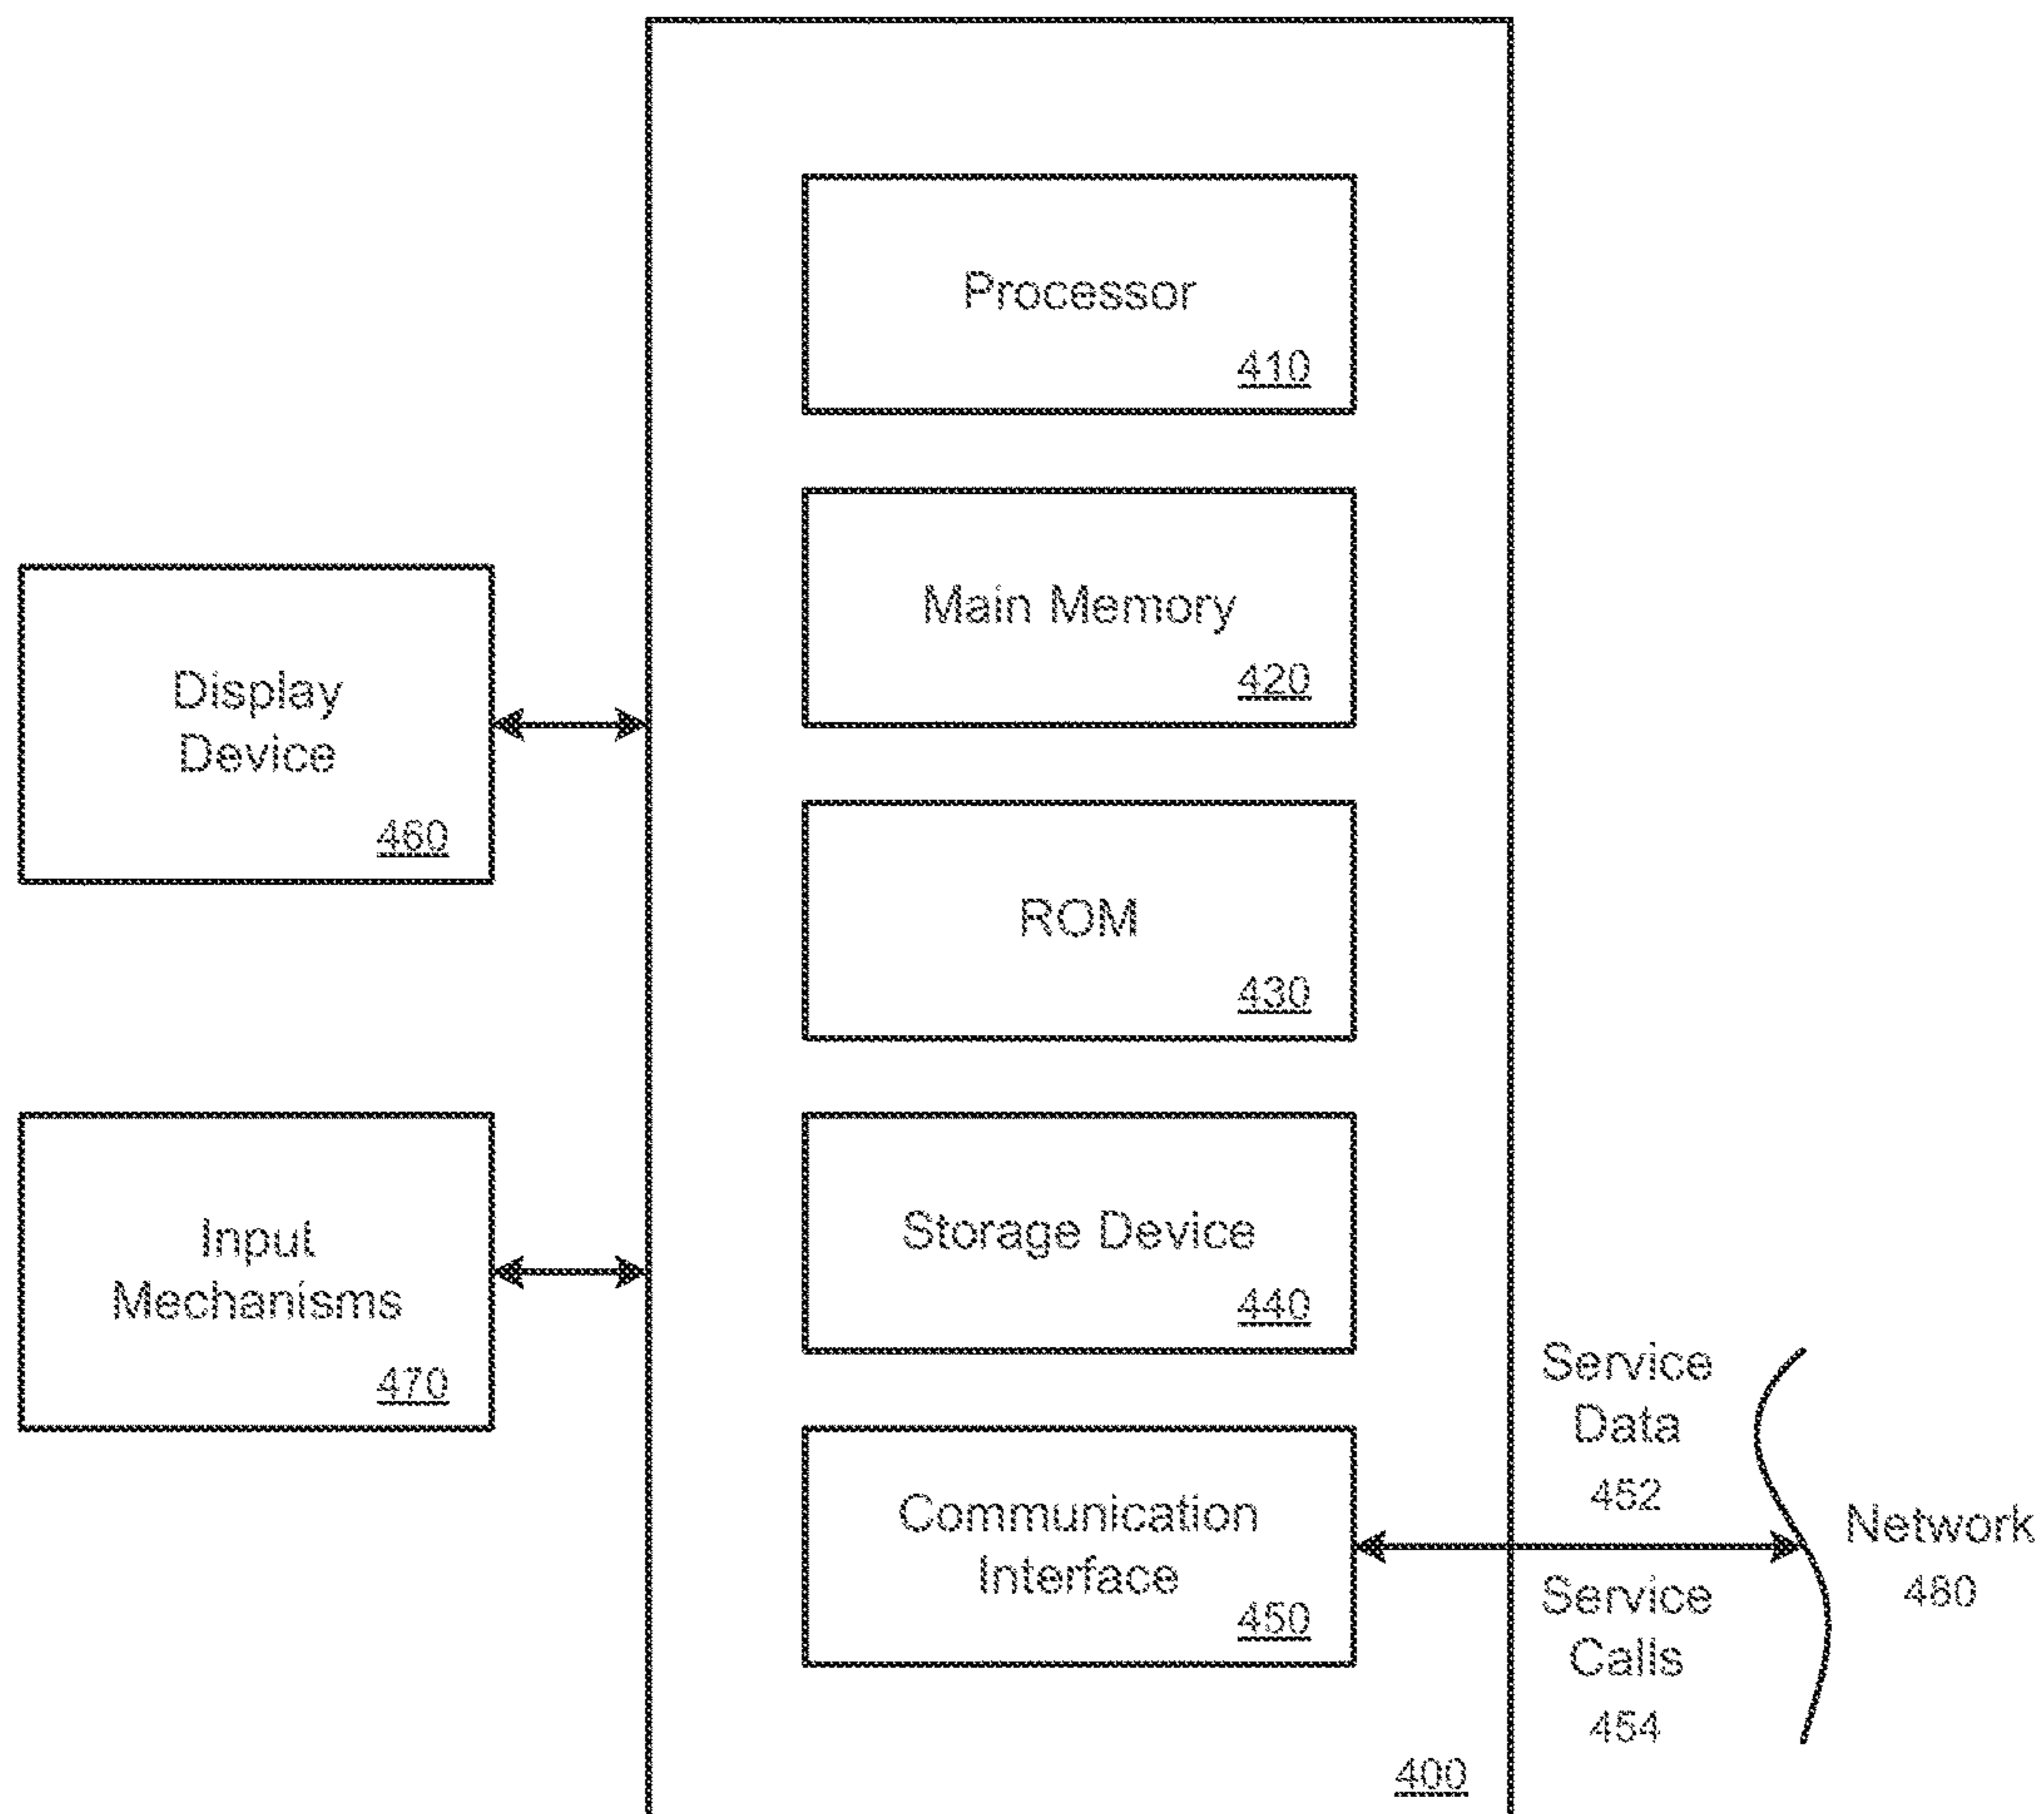 Processor
410
Main Memory
420
Display
Device
460
ROM
430
Input
Mechanisms
470
Storage Device
440
Service
Data
452
Communication
Interface
450
Network
480
Service
Calls
454
400